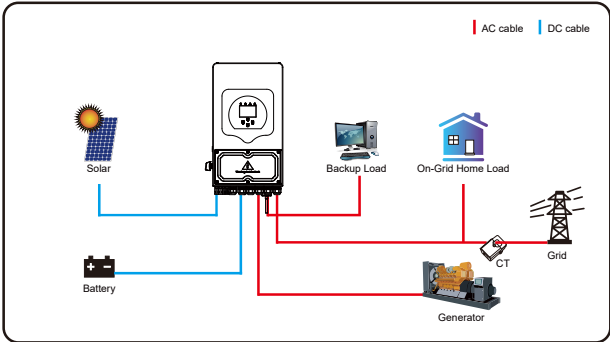 AC cable
DC cable
Solar
Backup Load
On-Grid Home Load
CT
Grid
Battery
Generator